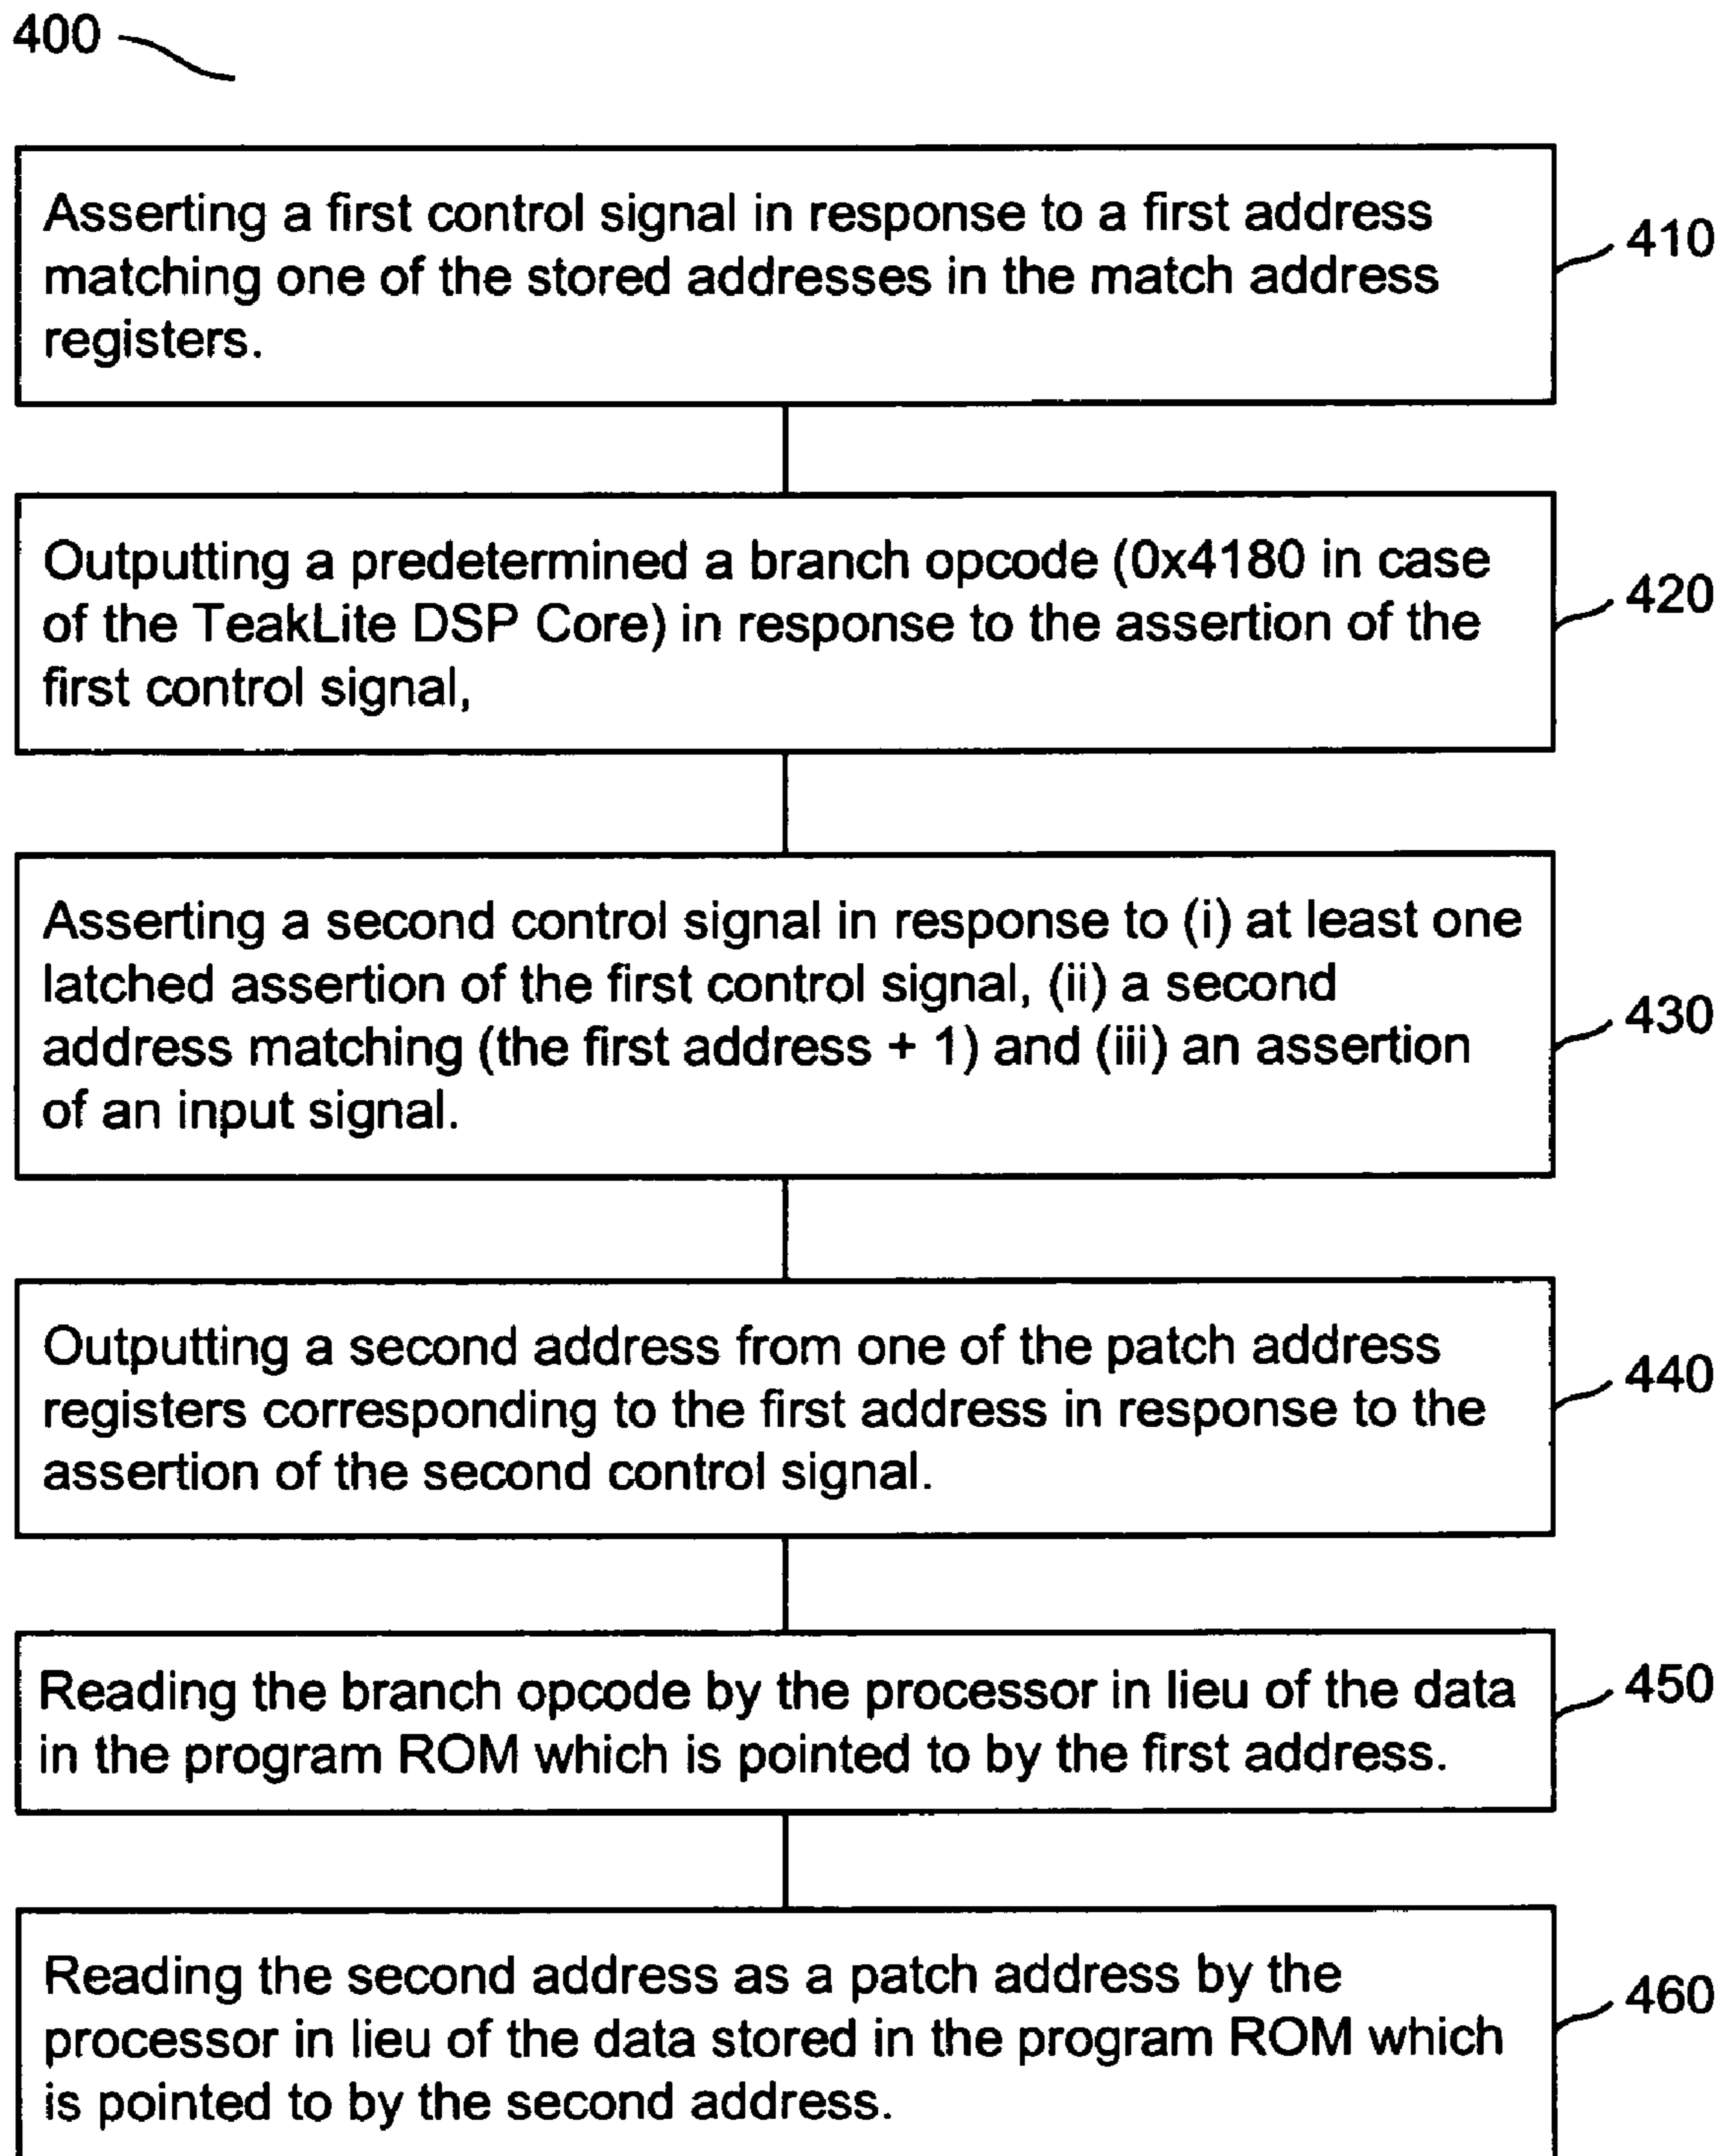 400
Asserting a first control signal in response to a first address
matching one of the stored addresses in the match address
registers.
410
Outputting a predetermined a branch opcode (0x4180 in case
of the TeakLite DSP Core) in response to the assertion of the
first control signal,
420
Asserting a second control signal in response to (i) at least one
latched assertion of the first control signal, (ii) a second
address matching (the first address + 1) and (iii) an assertion
of an input signal.
430
Outputting a second address from one of the patch address
registers corresponding to the first address in response to the
assertion of the second control signal.
440
Reading the branch opcode by the processor in lieu of the data
in the program ROM which is pointed to by the first address.
450
Reading the second address as a patch address by the
processor in lieu of the data stored in the program ROM which
is pointed to by the second address.
460